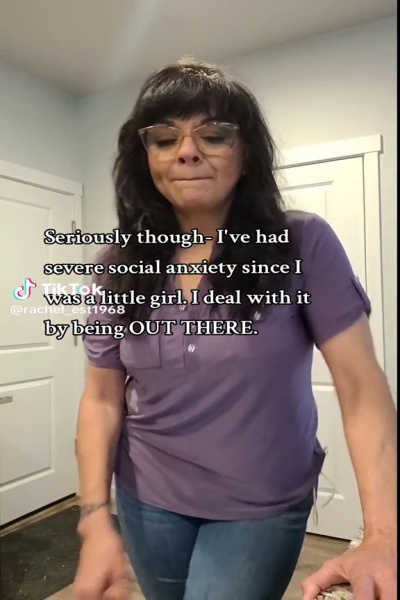 Seriously though- I've had
severe social anxiety since I
was a little girl. I deal with it
by being OUT THERE.
TikTok
@rachel_est1968